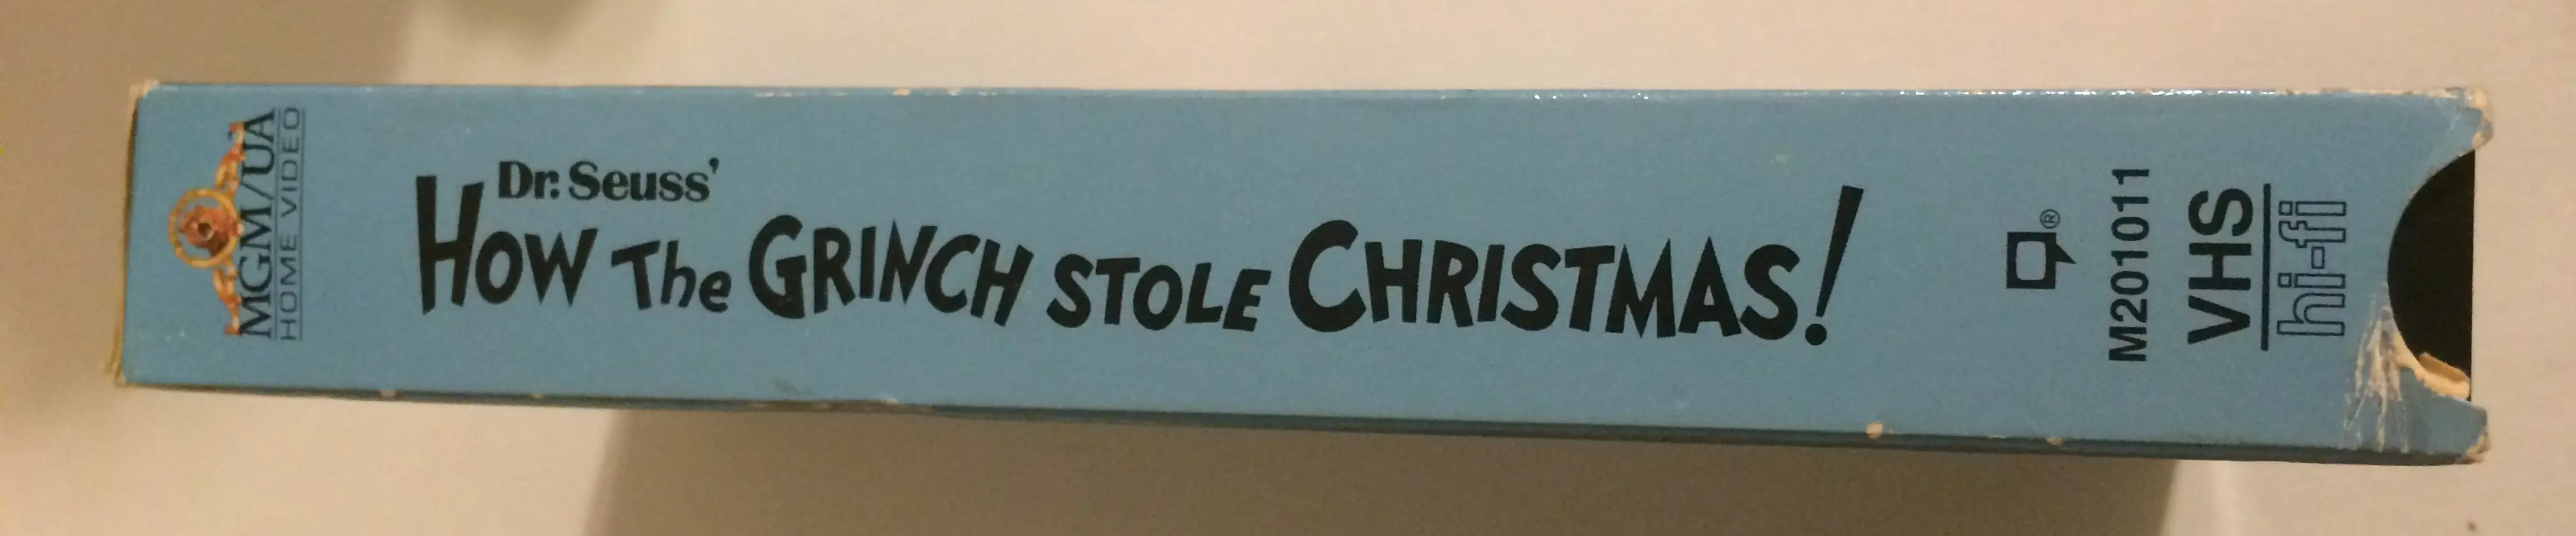 MGM/UA
HOME VIDEO
Dr. Seuss'
HOW The GRINCH STOLE CHRISTMAS!
®
M201011
VHS
hi-fi